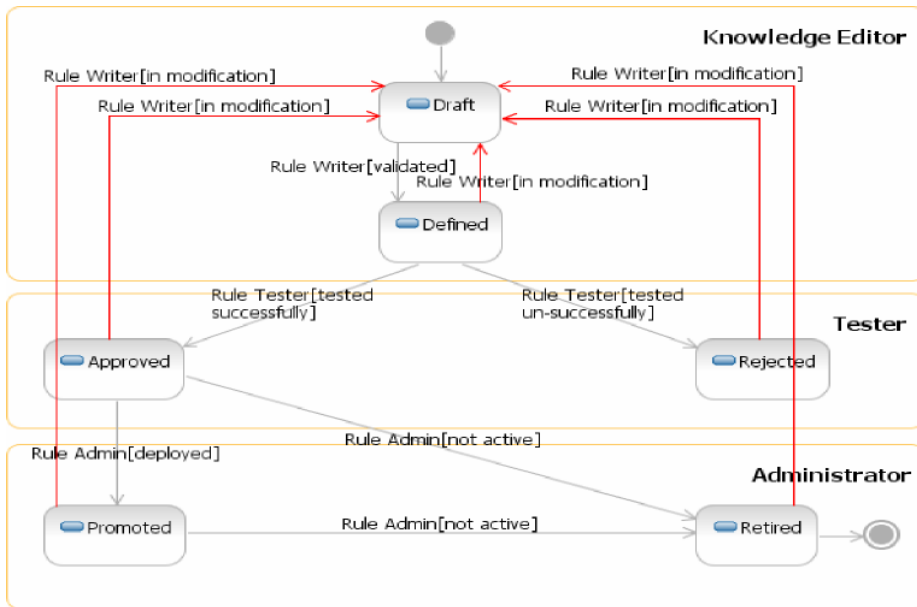 Knowledge Editor
Rule Writer[in modification]
Rule Writer[in modification]
Rule Writer[in modification]
Rule Writer[in modification]
Draft
Rule Writer[validated]
Rule Writer[in modification]
Defined
Rule Tester[tested
successfully]
Rule Tester[tested
un-successfully]
Tester
Approved
Rejected
Rule Admin[not active]
Rule Admin[deployed]
Administrator
Promoted
Rule Admin[not active]
Retired